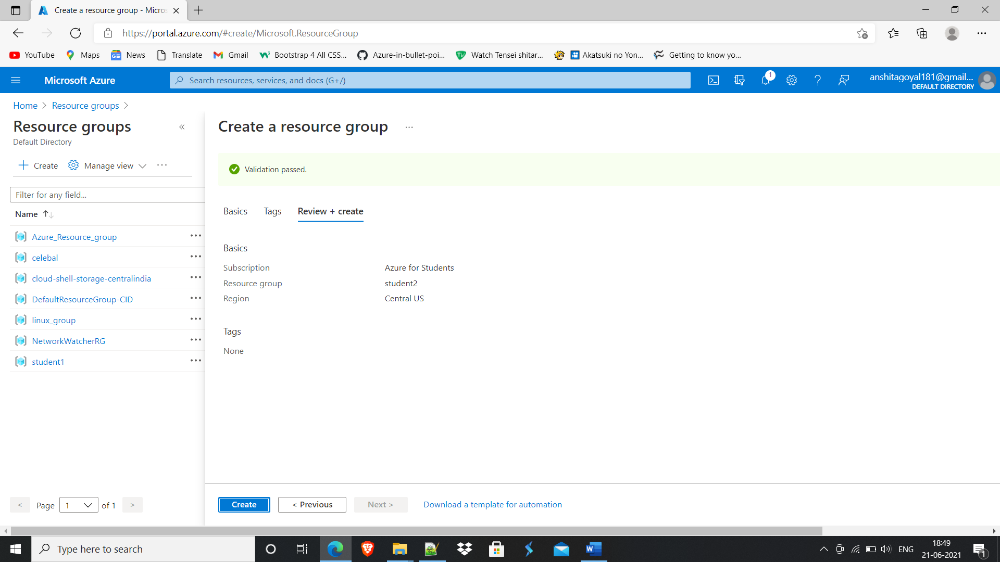 Create a resource group - Micros
https://portal.azure.com/#create/Microsoft.ResourceGroup
YouTube Maps News Translate Gmail Bootstrap 4 All CSS... Azure-in-bullet-poi... Watch Tensei shitar... Akatsuki no Yon... Getting to know yo...
Microsoft Azure
Search resources, services, and docs (G+/)
1
anshitagoyal181@gmail....
DEFAULT DIRECTORY
Home > Resource groups >
Resource groups «
Default Directory
+ Create Manage view ...
Filter for any field...
Name
Azure_Resource_group
celebal
cloud-shell-storage-centralindia
DefaultResourceGroup-CID
linux_group
NetworkWatcherRG
student1
< Page 1 of 1 >
Create a resource group ...
Validation passed.
Basics Tags Review + create
Basics
Subscription Azure for Students
Resource group student2
Region Central US
Tags
None
Create < Previous Next > Download a template for automation
Type here to search
ENG
18:49
21-06-2021
1